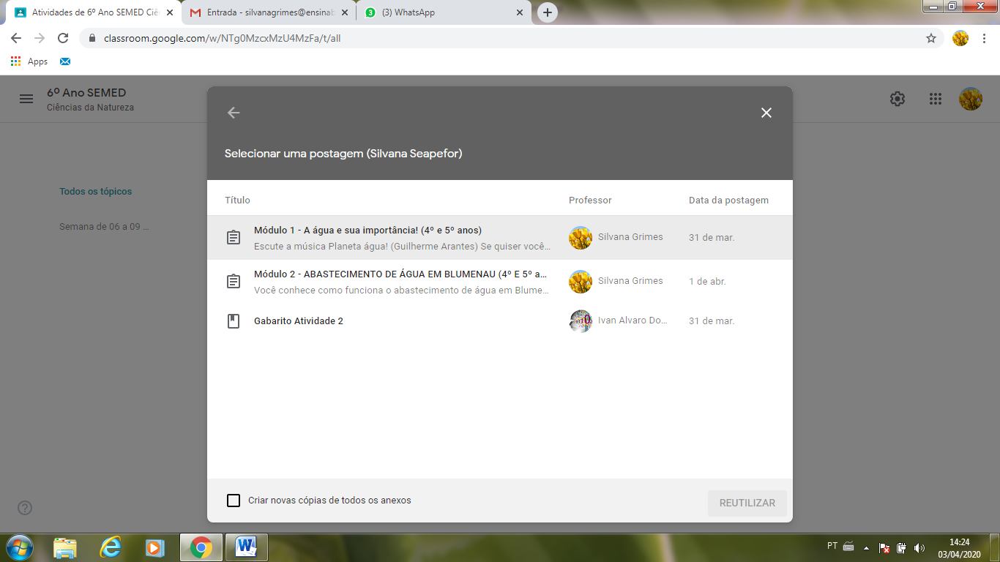 Atividades de 6º Ano SEMED Ciê
Entrada - silvanagrimes@ensinab
(3) WhatsApp
classroom.google.com/w/NTg0MzcxMzU4MzFa/t/all
Apps
6º Ano SEMED
Ciências da Natureza
Selecionar uma postagem (Silvana Seapefor)
Todos os tópicos
Semana de 06 a 09 ...
Título Professor Data da postagem
Módulo 1 - A água e sua importância! (4º e 5º anos)
Escute a música Planeta água! (Guilherme Arantes) Se quiser você...
Silvana Grimes
31 de mar.
Módulo 2 - ABASTECIMENTO DE ÁGUA EM BLUMENAU (4º E 5º a...
Você conhece como funciona o abastecimento de água em Blume...
Silvana Grimes
1 de abr.
Gabarito Atividade 2
Ivan Alvaro Do...
31 de mar.
Criar novas cópias de todos os anexos
REUTILIZAR
PT
14:24
03/04/2020